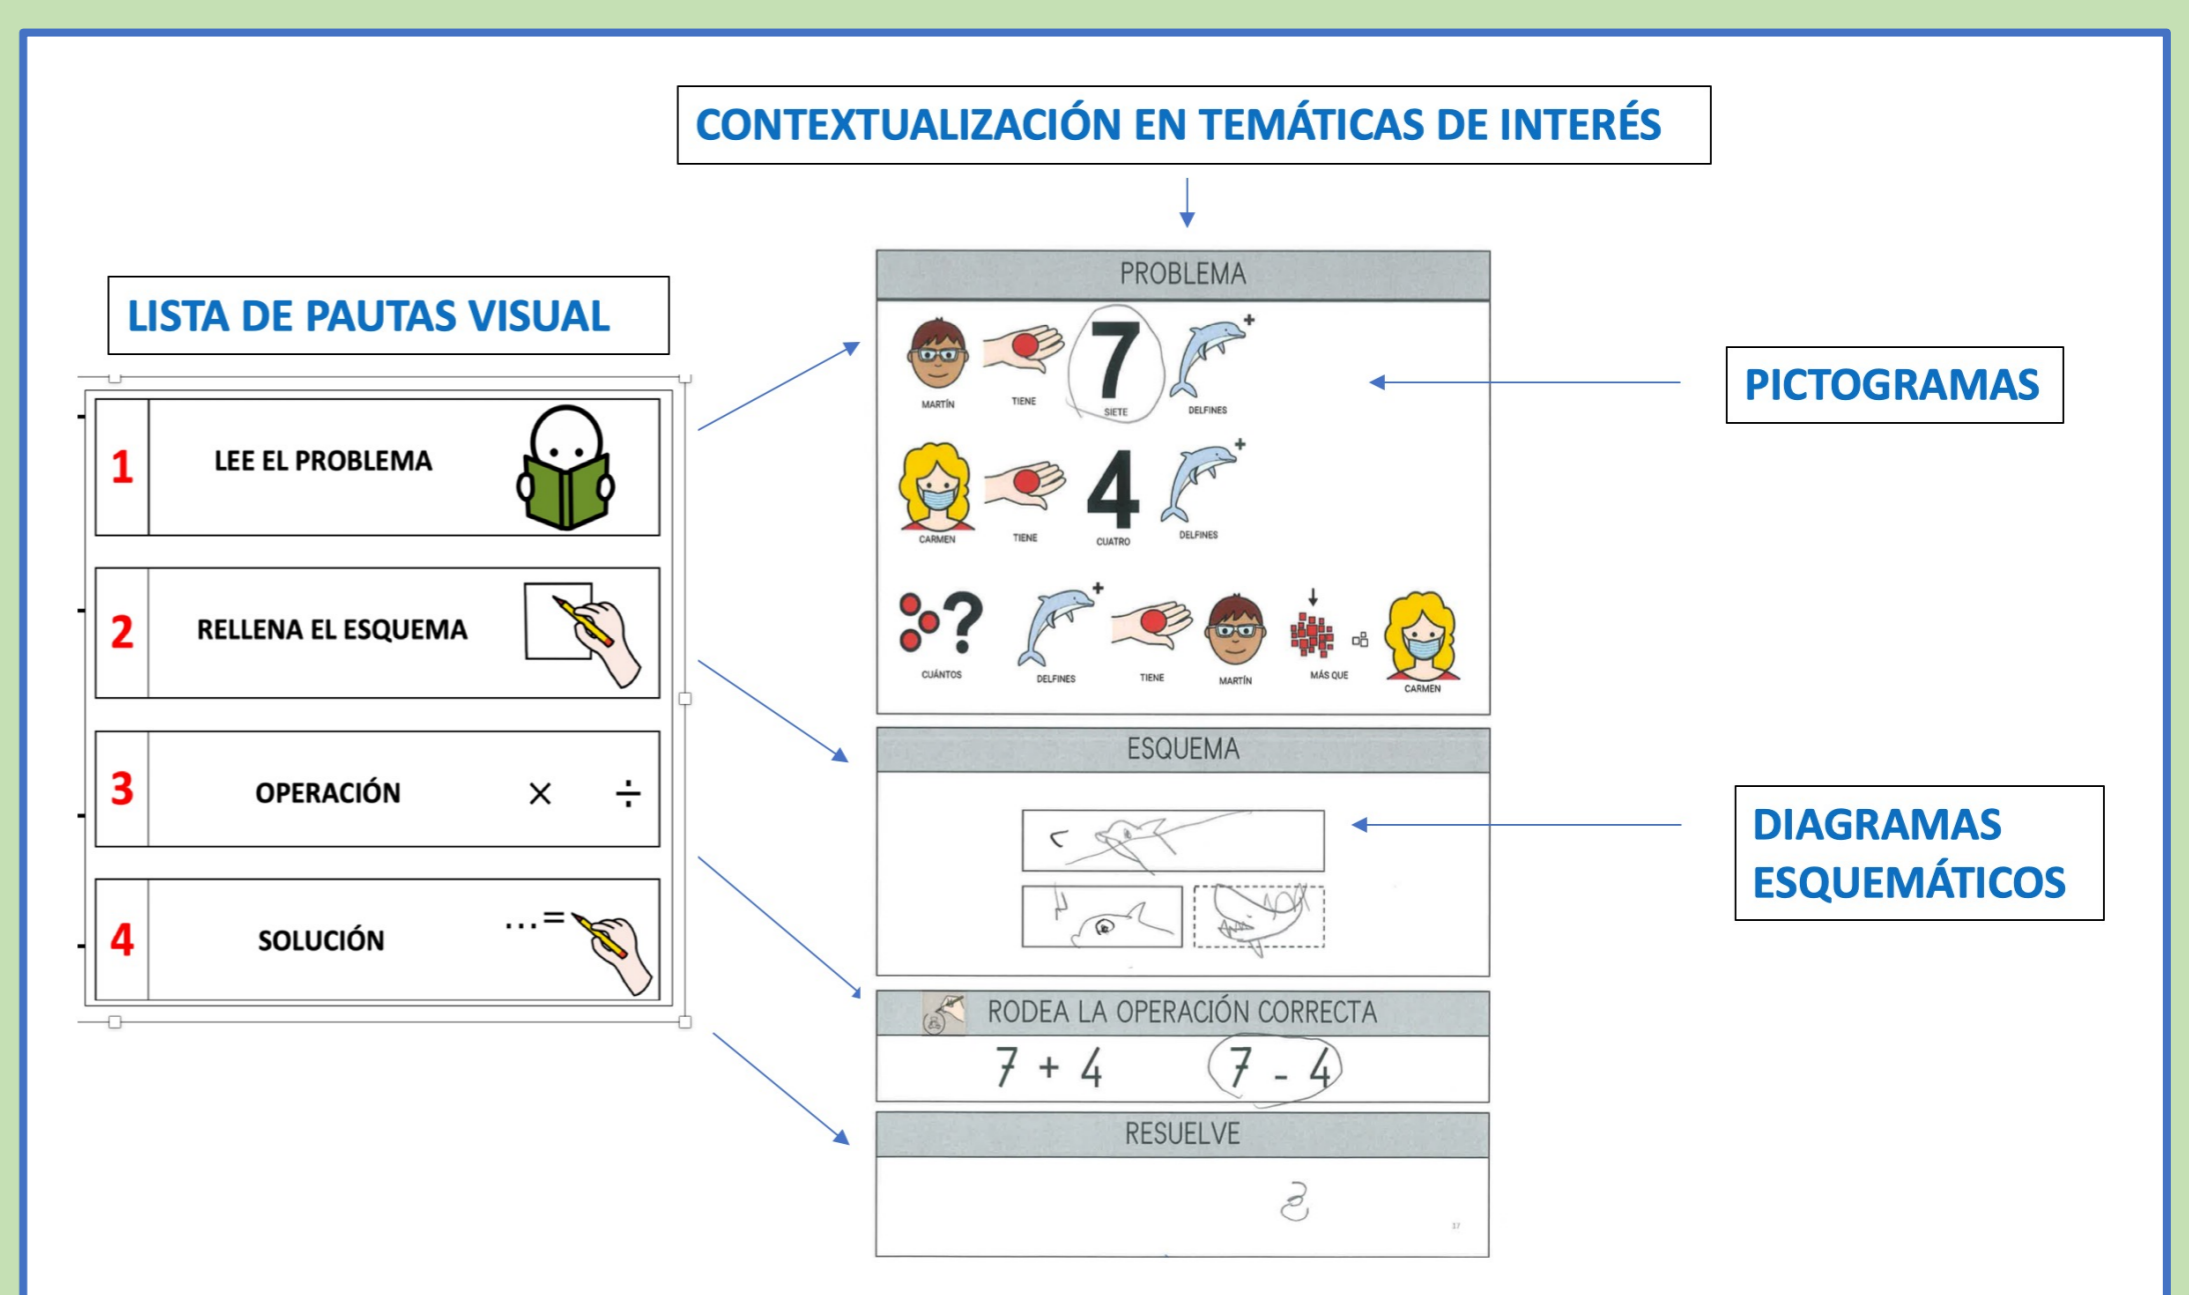 CONTEXTUALIZACIÓN EN TEMÁTICAS DE INTERÉS
LISTA DE PAUTAS VISUAL
1 LEE EL PROBLEMA
2 RELLENA EL ESQUEMA
3 OPERACIÓN × ÷
4 SOLUCIÓN ...=
PROBLEMA
7
MARTÍN TIENE SIETE DELFINES
4
CARMEN TIENE CUATRO DELFINES
?
CUÁNTOS DELFINES TIENE MARTÍN MÁS QUE CARMEN
ESQUEMA
RODEA LA OPERACIÓN CORRECTA
7 + 4 7 - 4
RESUELVE
3
17
PICTOGRAMAS
DIAGRAMAS
ESQUEMÁTICOS